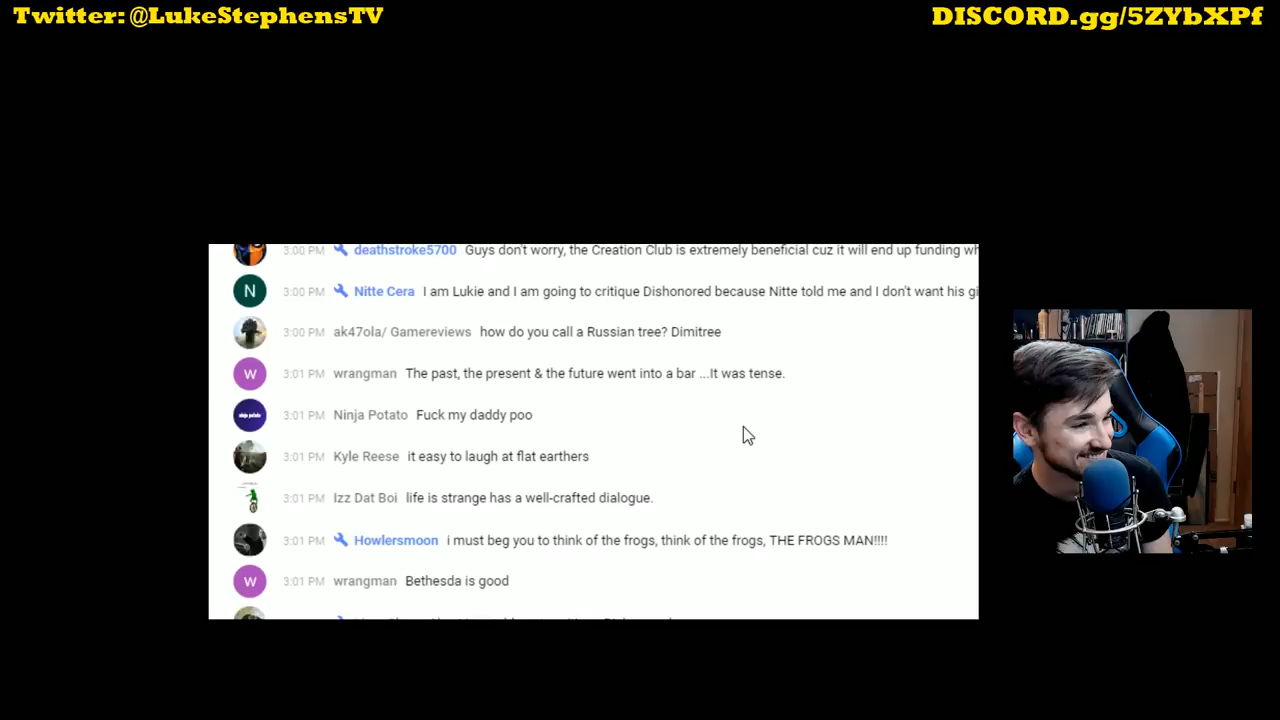 Twitter: @LukeStephensTV
DISCORD.gg/5ZYbXPf
3:00 PM deathstroke5700 Guys don't worry, the Creation Club is extremely beneficial cuz it will end up funding wh
N 3:00 PM Nitte Cera I am Lukie and I am going to critique Dishonored because Nitte told me and I don't want his gi
3:00 PM ak47ola/ Gamereviews how do you call a Russian tree? Dimitree
W 3:01 PM wrangman The past, the present & the future went into a bar ...It was tense.
ninja potato 3:01 PM Ninja Potato Fuck my daddy poo
3:01 PM Kyle Reese it easy to laugh at flat earthers
3:01 PM Izz Dat Boi life is strange has a well-crafted dialogue.
3:01 PM Howlersmoon i must beg you to think of the frogs, think of the frogs, THE FROGS MAN!!!!
W 3:01 PM wrangman Bethesda is good